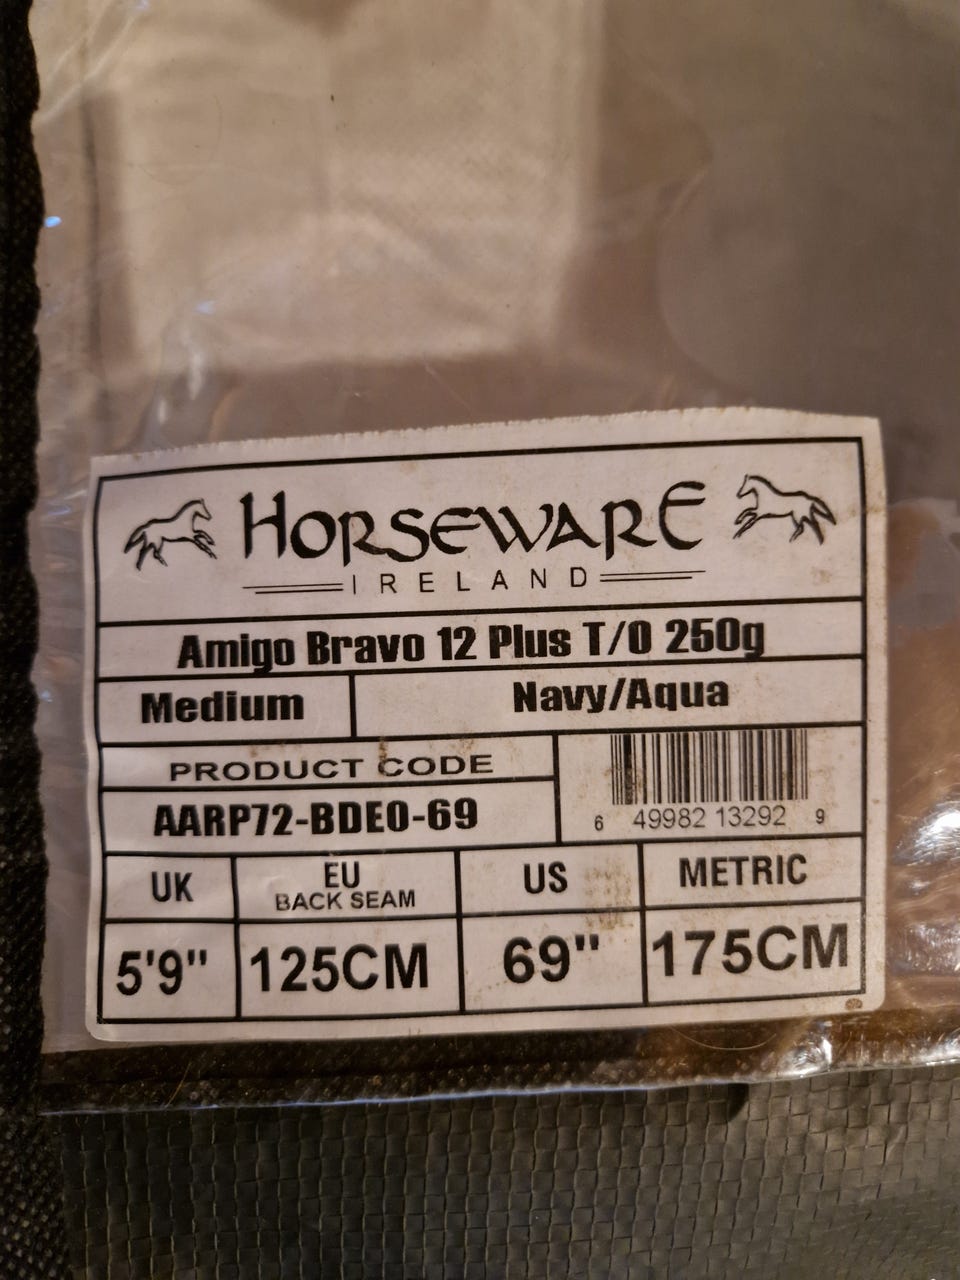 HORSEWARE
IRELAND
Amigo Bravo 12 Plus T/O 250g
Medium
Navy/Aqua
PRODUCT CODE
AARP72-BDE0-69
6 49982 13292 9
UK
EU
BACK SEAM
US
METRIC
5'9"
125CM
69"
175CM